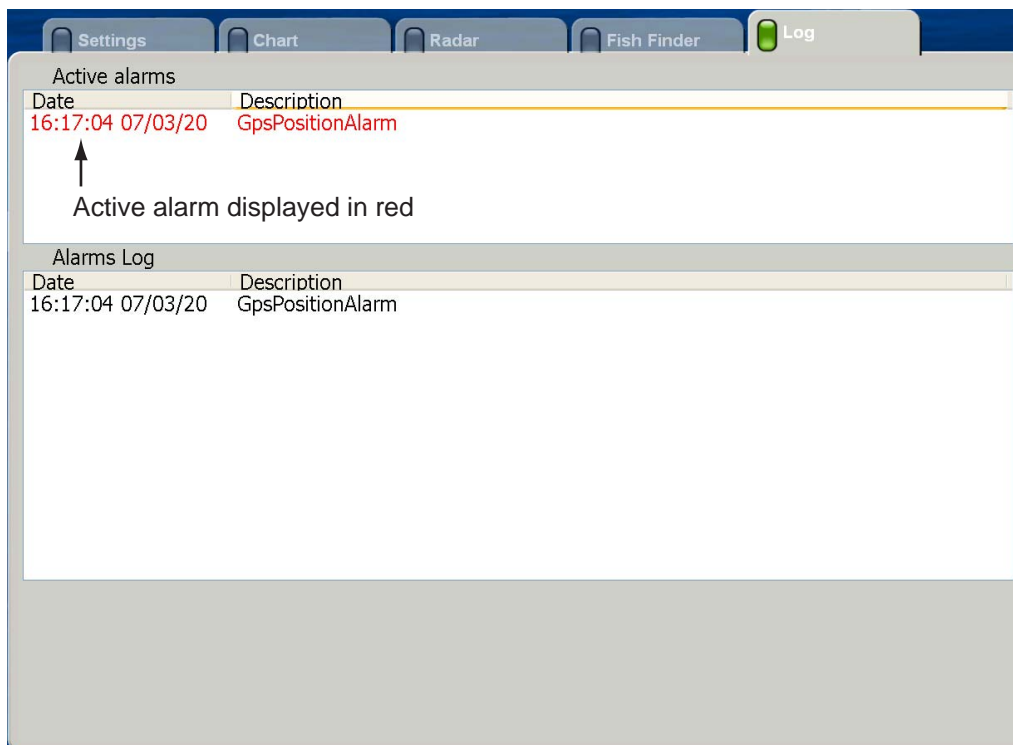 Settings Chart Radar Fish Finder Log
Active alarms
Date Description
16:17:04 07/03/20 GpsPositionAlarm
Active alarm displayed in red
Alarms Log
Date Description
16:17:04 07/03/20 GpsPositionAlarm